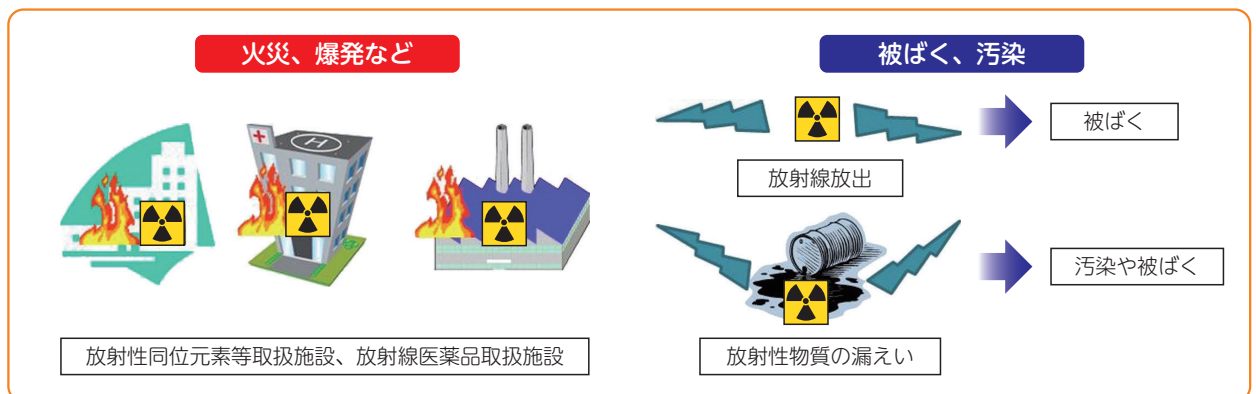 火災、爆発など
H
放射性同位元素等取扱施設、放射線医薬品取扱施設
被ばく、汚染
被ばく
放射線放出
汚染や被ばく
放射性物質の漏えい